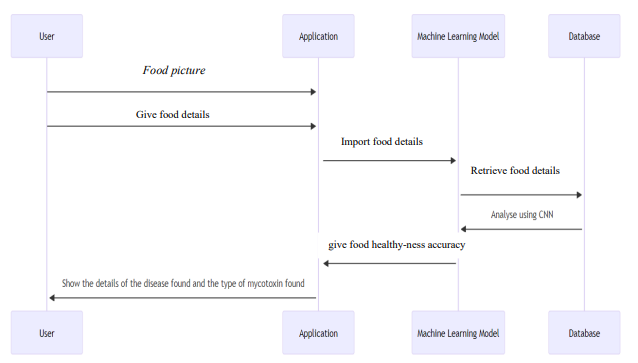 User Application Machine Learning Model Database
Food picture
Give food details
Import food details
Retrieve food details
Analyse using CNN
give food healthy-ness accuracy
Show the details of the disease found and the type of mycotoxin found
User Application Machine Learning Model Database